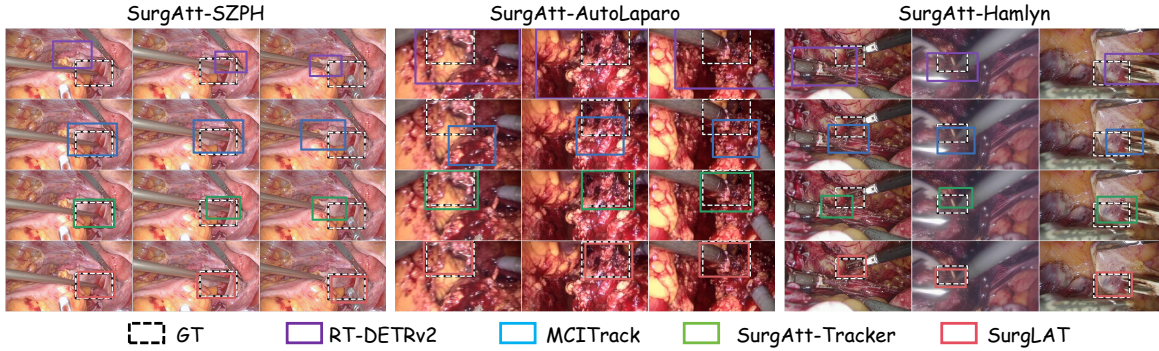 SurgAtt-SZPH SurgAtt-AutoLaparo SurgAtt-Hamlyn
GT RT-DETRv2 MCITrack SurgAtt-Tracker SurgLAT